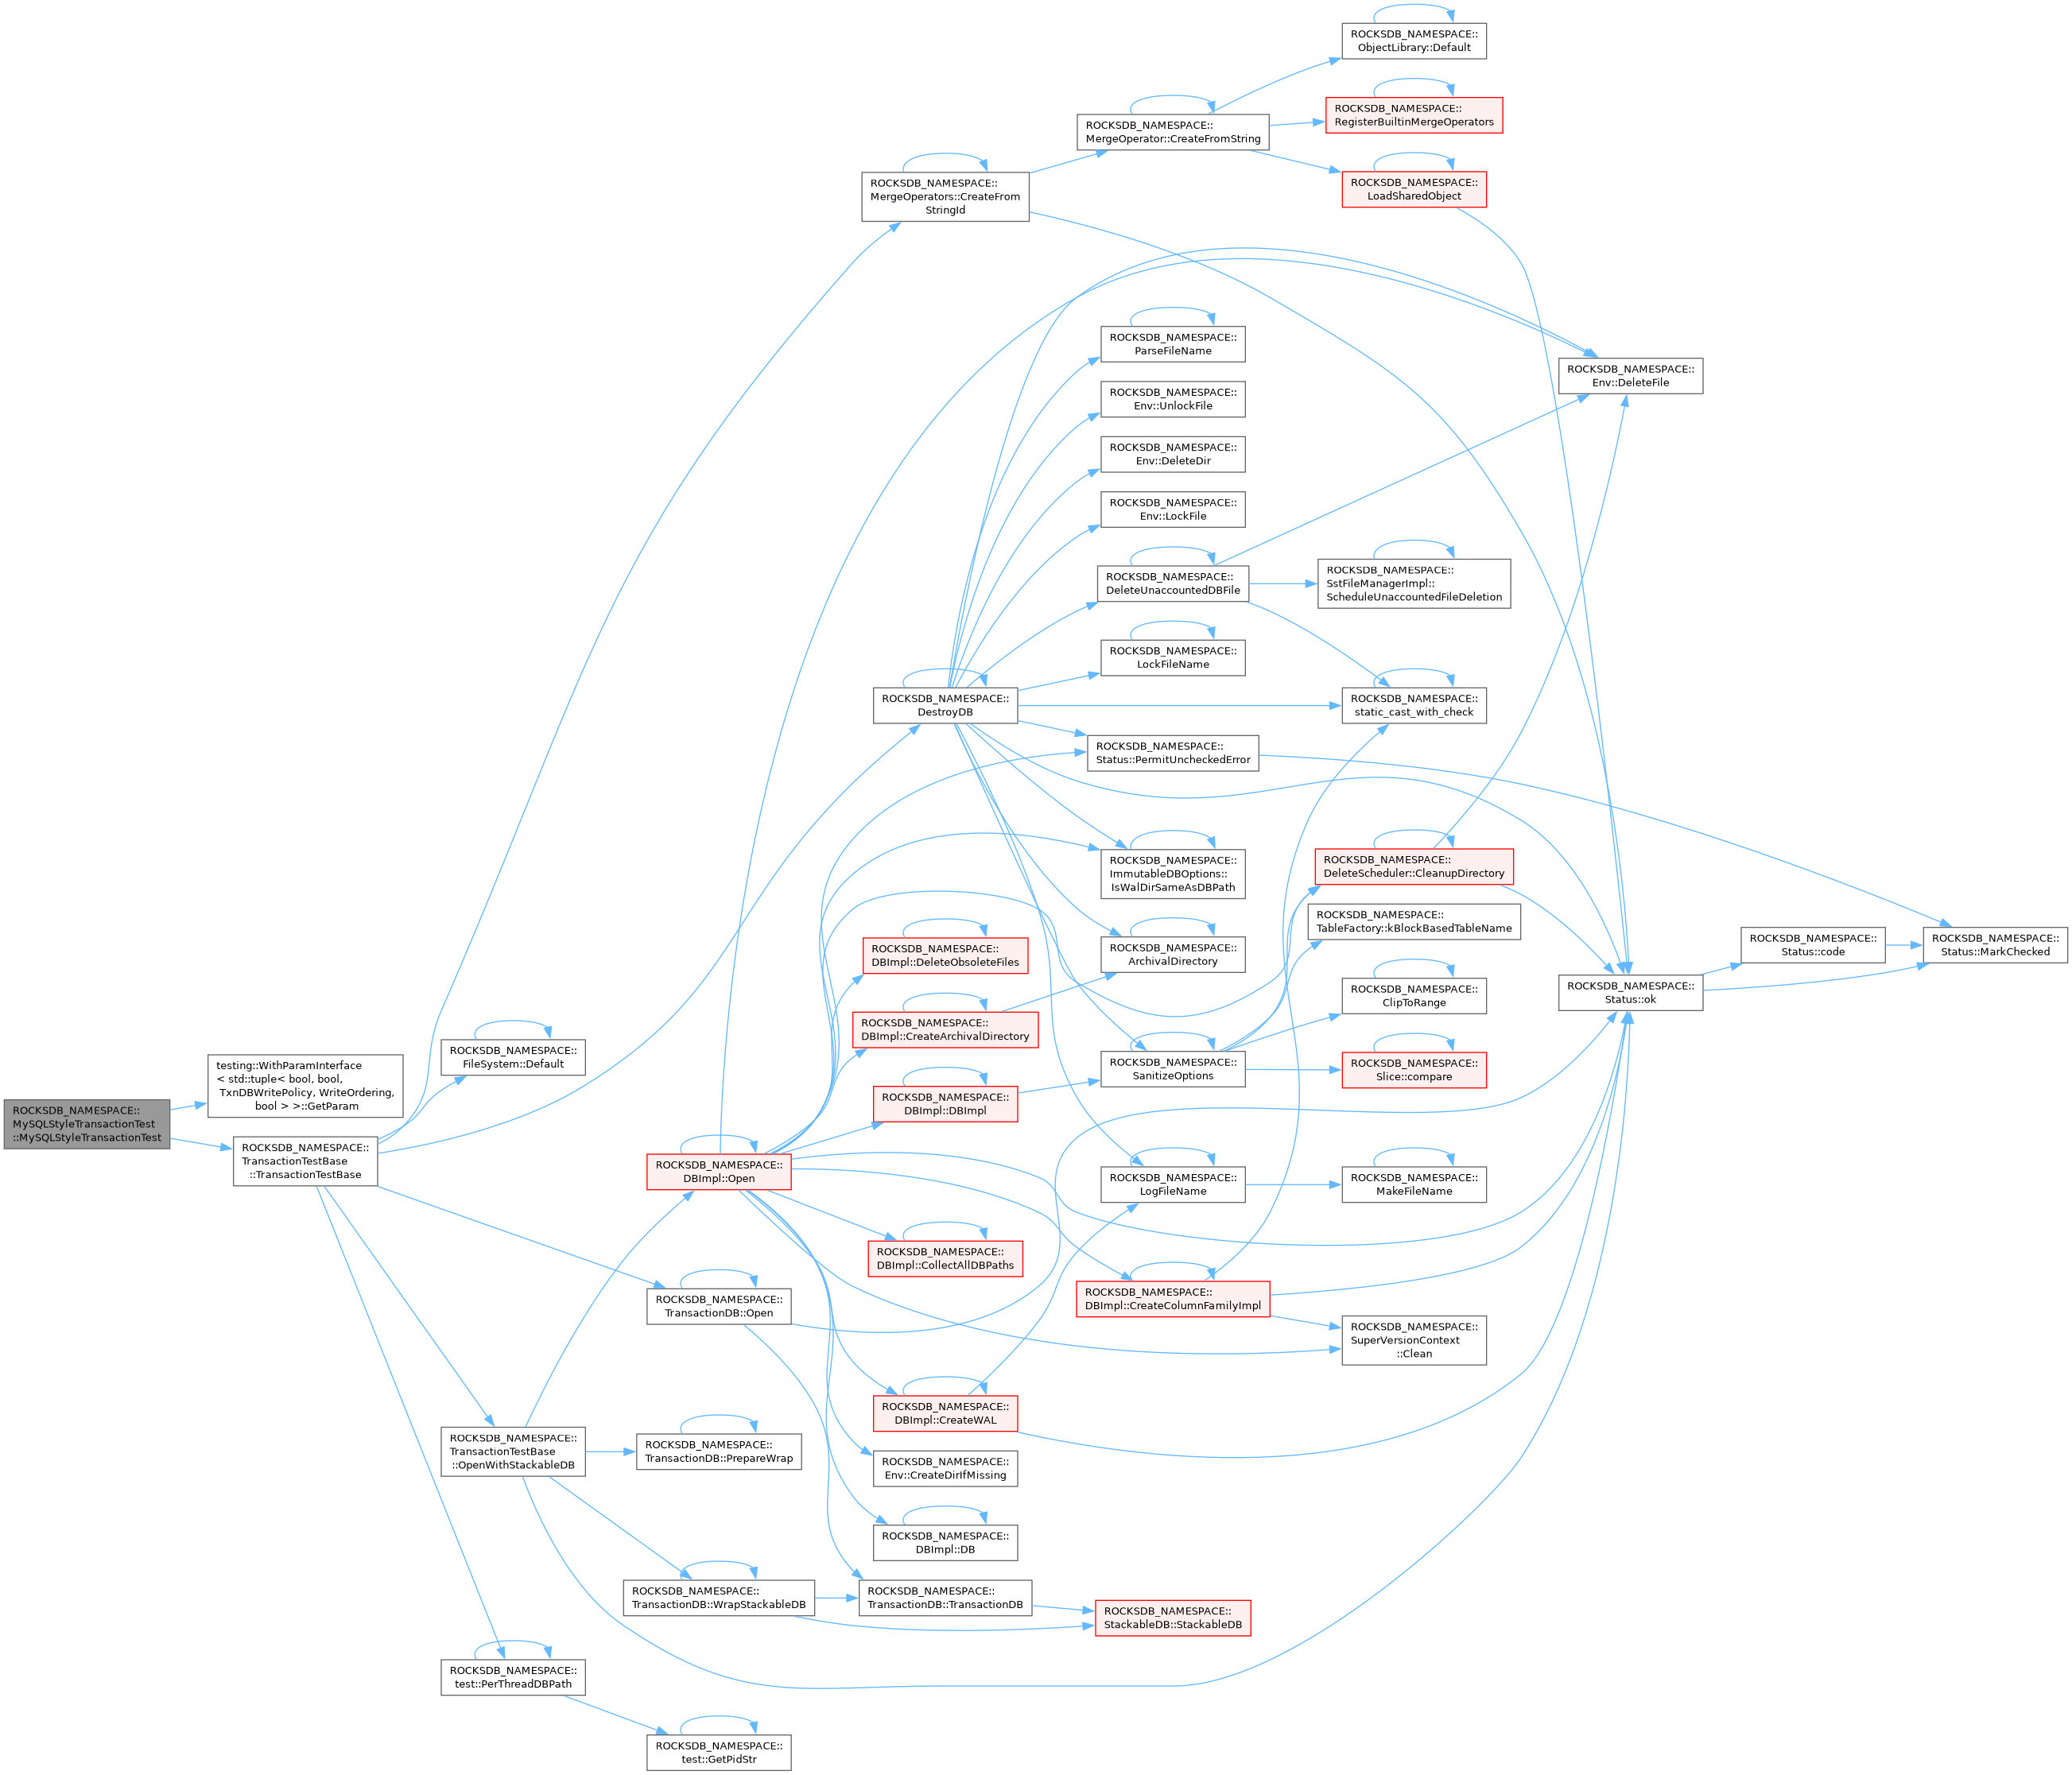 ROCKSDB_NAMESPACE::
MySQLStyleTransactionTest
::MySQLStyleTransactionTest
testing::WithParamInterface
< std::tuple< bool, bool,
TxnDBWritePolicy, WriteOrdering,
bool > >::GetParam
ROCKSDB_NAMESPACE::
TransactionTestBase
::TransactionTestBase
ROCKSDB_NAMESPACE::
FileSystem::Default
ROCKSDB_NAMESPACE::
TransactionTestBase
::OpenWithStackableDB
ROCKSDB_NAMESPACE::
test::PerThreadDBPath
ROCKSDB_NAMESPACE::
DBImpl::Open
ROCKSDB_NAMESPACE::
TransactionDB::Open
ROCKSDB_NAMESPACE::
TransactionDB::PrepareWrap
ROCKSDB_NAMESPACE::
TransactionDB::WrapStackableDB
ROCKSDB_NAMESPACE::
test::GetPidStr
ROCKSDB_NAMESPACE::
MergeOperators::CreateFrom
StringId
ROCKSDB_NAMESPACE::
DestroyDB
ROCKSDB_NAMESPACE::
DBImpl::DeleteObsoleteFiles
ROCKSDB_NAMESPACE::
DBImpl::CreateArchivalDirectory
ROCKSDB_NAMESPACE::
DBImpl::DBImpl
ROCKSDB_NAMESPACE::
DBImpl::CollectAllDBPaths
ROCKSDB_NAMESPACE::
DBImpl::CreateWAL
ROCKSDB_NAMESPACE::
Env::CreateDirIfMissing
ROCKSDB_NAMESPACE::
DBImpl::DB
ROCKSDB_NAMESPACE::
TransactionDB::TransactionDB
ROCKSDB_NAMESPACE::
MergeOperator::CreateFromString
ROCKSDB_NAMESPACE::
ParseFileName
ROCKSDB_NAMESPACE::
Env::UnlockFile
ROCKSDB_NAMESPACE::
Env::DeleteDir
ROCKSDB_NAMESPACE::
Env::LockFile
ROCKSDB_NAMESPACE::
DeleteUnaccountedDBFile
ROCKSDB_NAMESPACE::
LockFileName
ROCKSDB_NAMESPACE::
Status::PermitUncheckedError
ROCKSDB_NAMESPACE::
ImmutableDBOptions::
IsWalDirSameAsDBPath
ROCKSDB_NAMESPACE::
ArchivalDirectory
ROCKSDB_NAMESPACE::
SanitizeOptions
ROCKSDB_NAMESPACE::
LogFileName
ROCKSDB_NAMESPACE::
DBImpl::CreateColumnFamilyImpl
ROCKSDB_NAMESPACE::
StackableDB::StackableDB
ROCKSDB_NAMESPACE::
ObjectLibrary::Default
ROCKSDB_NAMESPACE::
RegisterBuiltinMergeOperators
ROCKSDB_NAMESPACE::
LoadSharedObject
ROCKSDB_NAMESPACE::
SstFileManagerImpl::
ScheduleUnaccountedFileDeletion
ROCKSDB_NAMESPACE::
static_cast_with_check
ROCKSDB_NAMESPACE::
DeleteScheduler::CleanupDirectory
ROCKSDB_NAMESPACE::
TableFactory::kBlockBasedTableName
ROCKSDB_NAMESPACE::
ClipToRange
ROCKSDB_NAMESPACE::
Slice::compare
ROCKSDB_NAMESPACE::
MakeFileName
ROCKSDB_NAMESPACE::
SuperVersionContext
::Clean
ROCKSDB_NAMESPACE::
Env::DeleteFile
ROCKSDB_NAMESPACE::
Status::ok
ROCKSDB_NAMESPACE::
Status::code
ROCKSDB_NAMESPACE::
Status::MarkChecked